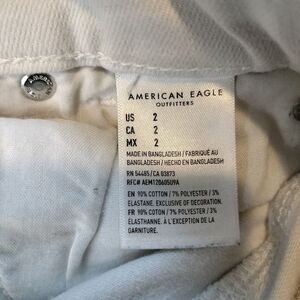 AMERICAN EAGLE
OUTFITTERS
US 2
CA 2
MX 2
MADE IN BANGLADESH / FABRIQUÉ AU
BANGLADESH / HECHO EN BANGLADESH
RN 54485/CA 03873
RFC# AEM1206605U9A
EN 90% COTTON / 7% POLYESTER / 3%
ELASTANE. EXCLUSIVE OF DECORATION.
FR 90% COTON / 7% POLYESTER / 3%
ÉLASTHANNE. À L'EXCEPTION DE LA
GARNITURE.